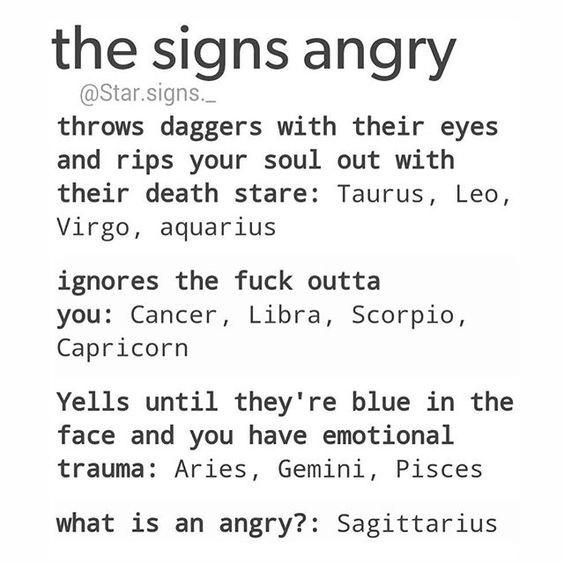 the signs angry
@Star.signs._
throws daggers with their eyes
and rips your soul out with
their death stare: Taurus, Leo,
Virgo, aquarius
ignores the fuck outta
you: Cancer, Libra, Scorpio,
Capricorn
Yells until they're blue in the
face and you have emotional
trauma: Aries, Gemini, Pisces
what is an angry?: Sagittarius